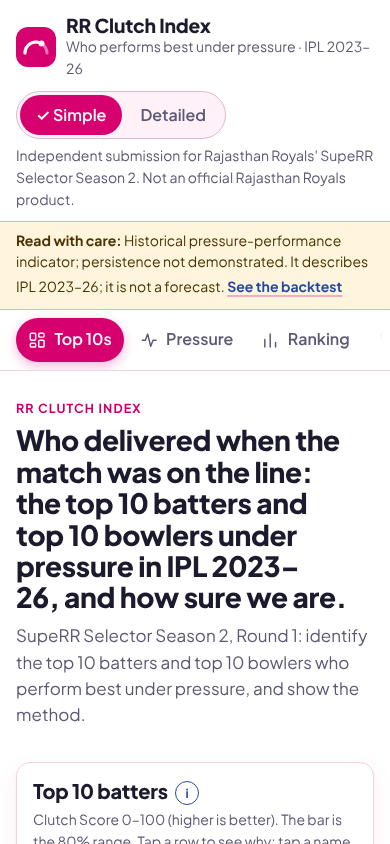 RR Clutch Index
Who performs best under pressure · IPL 2023–
26
✓ Simple
Detailed
Independent submission for Rajasthan Royals' SupeRR
Selector Season 2. Not an official Rajasthan Royals
product.
Read with care: Historical pressure-performance
indicator; persistence not demonstrated. It describes
IPL 2023–26; it is not a forecast. See the backtest
Top 10s
Pressure
Ranking
RR CLUTCH INDEX
Who delivered when the
match was on the line:
the top 10 batters and
top 10 bowlers under
pressure in IPL 2023–
26, and how sure we are.
SupeRR Selector Season 2, Round 1: identify
the top 10 batters and top 10 bowlers who
perform best under pressure, and show the
method.
Top 10 batters i
Clutch Score 0–100 (higher is better). The bar is
the 80% range. Tap a row to see why; tap a name